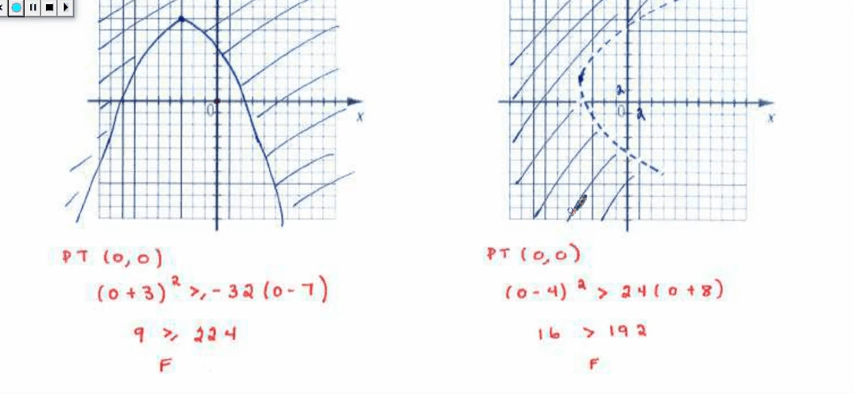 0
x
2
0
2
x
PT (0,0)
(0+3)² ≥ -32(0-7)
9 ≥ 224
F
PT (0,0)
(0-4)² > 24(0+8)
16 > 192
F